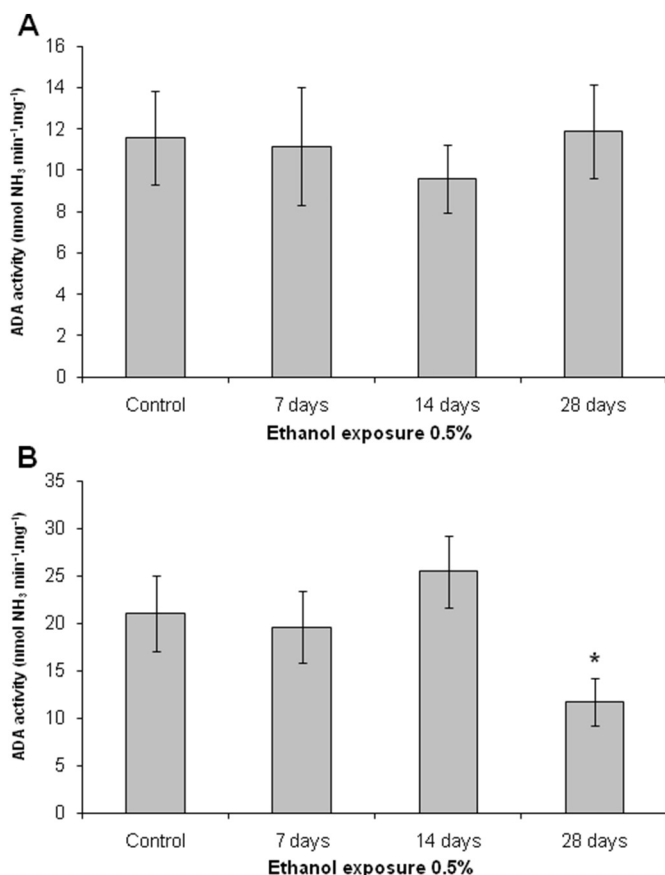 A
ADA activity (nmol NH₃ min⁻¹.mg⁻¹)
16
14
12
10
8
6
4
2
0
Control 7 days 14 days 28 days
Ethanol exposure 0.5%
B
ADA activity (nmol NH₃ min⁻¹.mg⁻¹)
35
30
25
20
15
10
5
0
*
Control 7 days 14 days 28 days
Ethanol exposure 0.5%